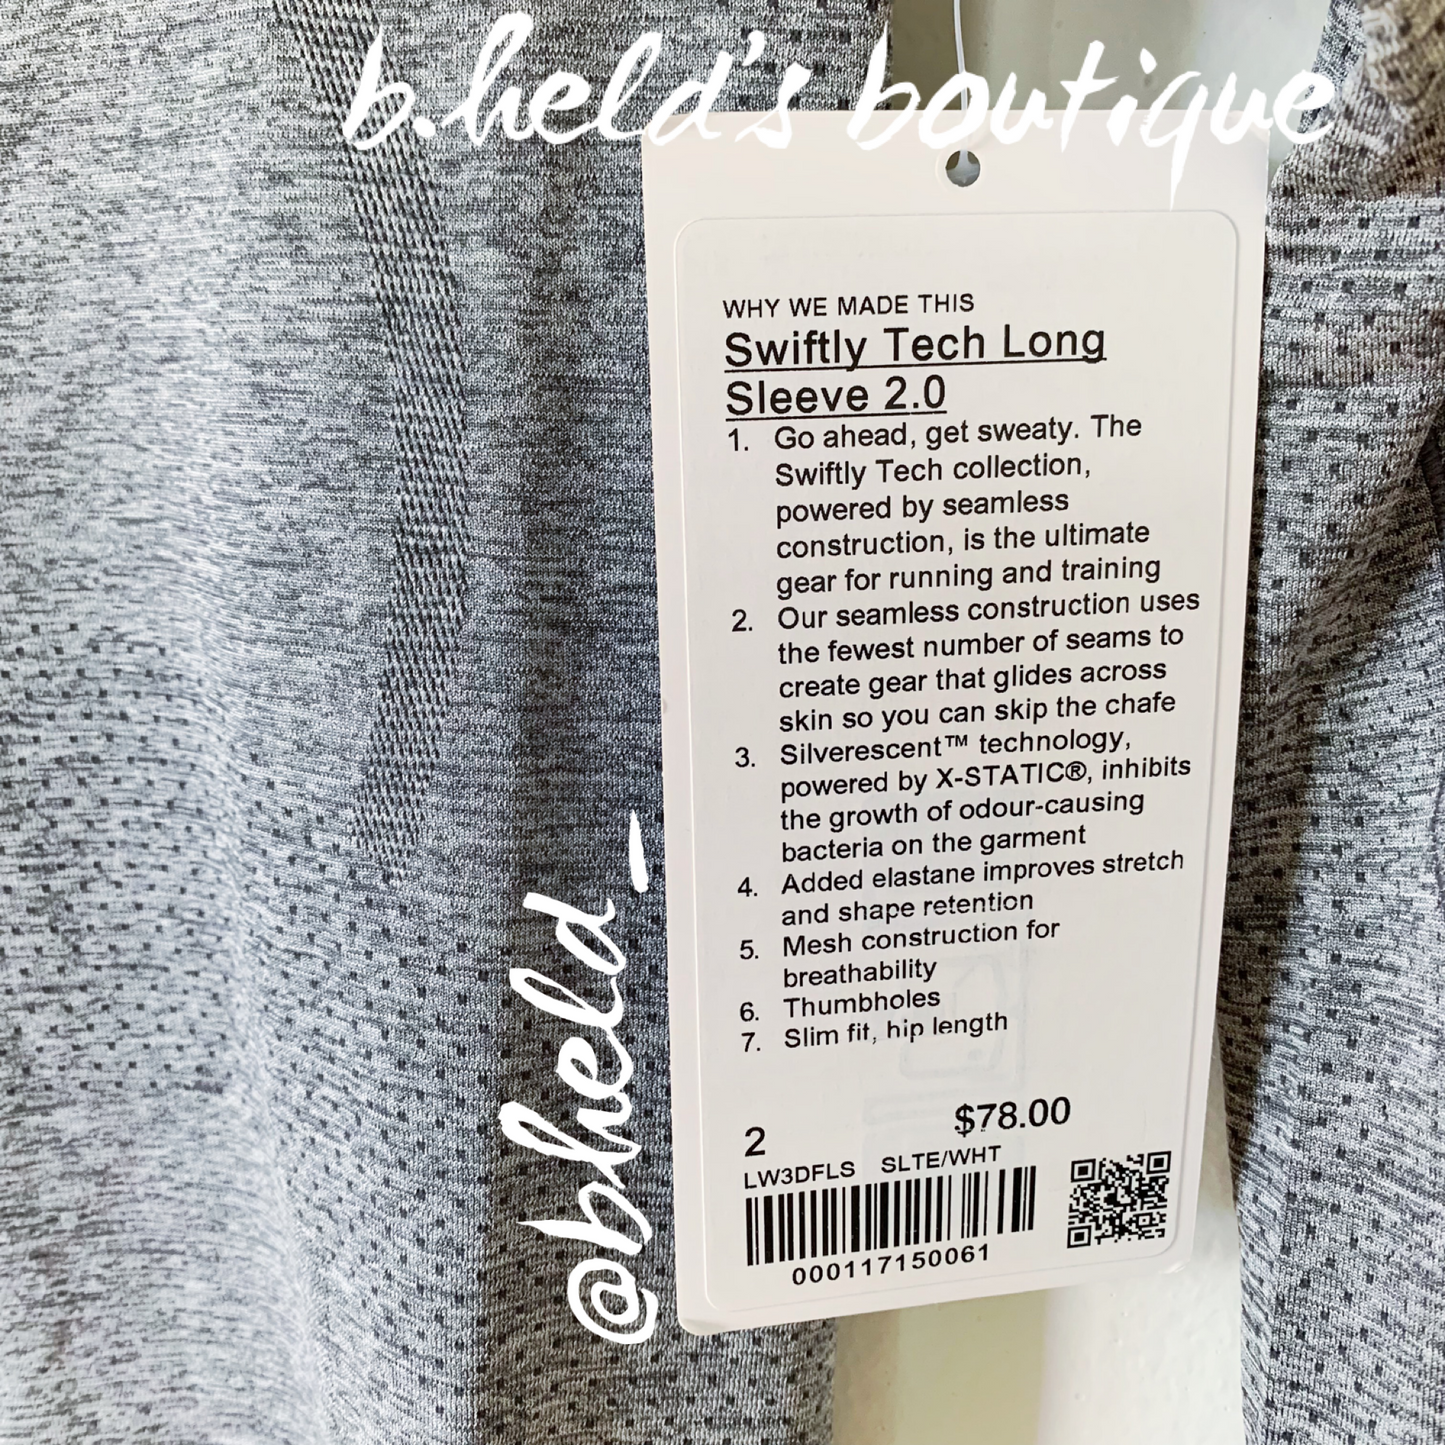 b.held's boutique
WHY WE MADE THIS
Swiftly Tech Long
Sleeve 2.0
1. Go ahead, get sweaty. The
Swiftly Tech collection,
powered by seamless
construction, is the ultimate
gear for running and training
2. Our seamless construction uses
the fewest number of seams to
create gear that glides across
skin so you can skip the chafe
3. Silverescent™ technology,
powered by X-STATIC®, inhibits
the growth of odour-causing
bacteria on the garment
4. Added elastane improves stretch
and shape retention
5. Mesh construction for
breathability
6. Thumbholes
7. Slim fit, hip length
2 $78.00
LW3DFLS SLTE/WHT
000117150061
@bheld_